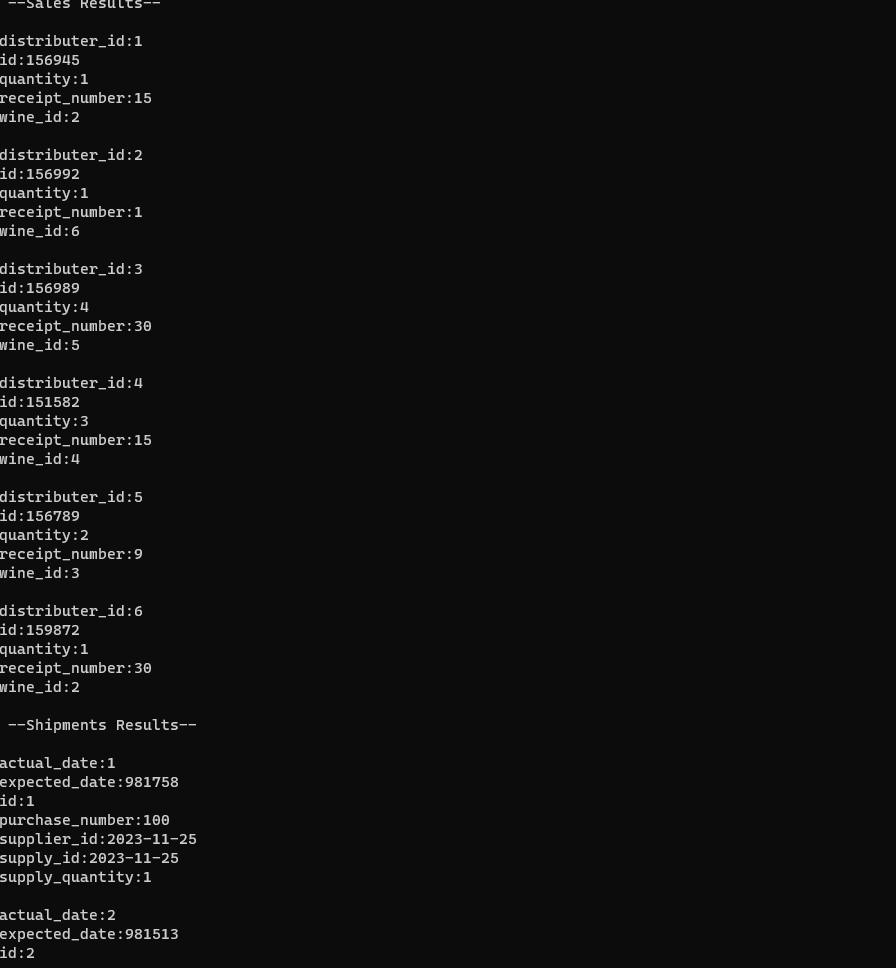 --Sales Results--
distributer_id:1
id:156945
quantity:1
receipt_number:15
wine_id:2
distributer_id:2
id:156992
quantity:1
receipt_number:1
wine_id:6
distributer_id:3
id:156989
quantity:4
receipt_number:30
wine_id:5
distributer_id:4
id:151582
quantity:3
receipt_number:15
wine_id:4
distributer_id:5
id:156789
quantity:2
receipt_number:9
wine_id:3
distributer_id:6
id:159872
quantity:1
receipt_number:30
wine_id:2
--Shipments Results--
actual_date:1
expected_date:981758
id:1
purchase_number:100
supplier_id:2023-11-25
supply_id:2023-11-25
supply_quantity:1
actual_date:2
expected_date:981513
id:2